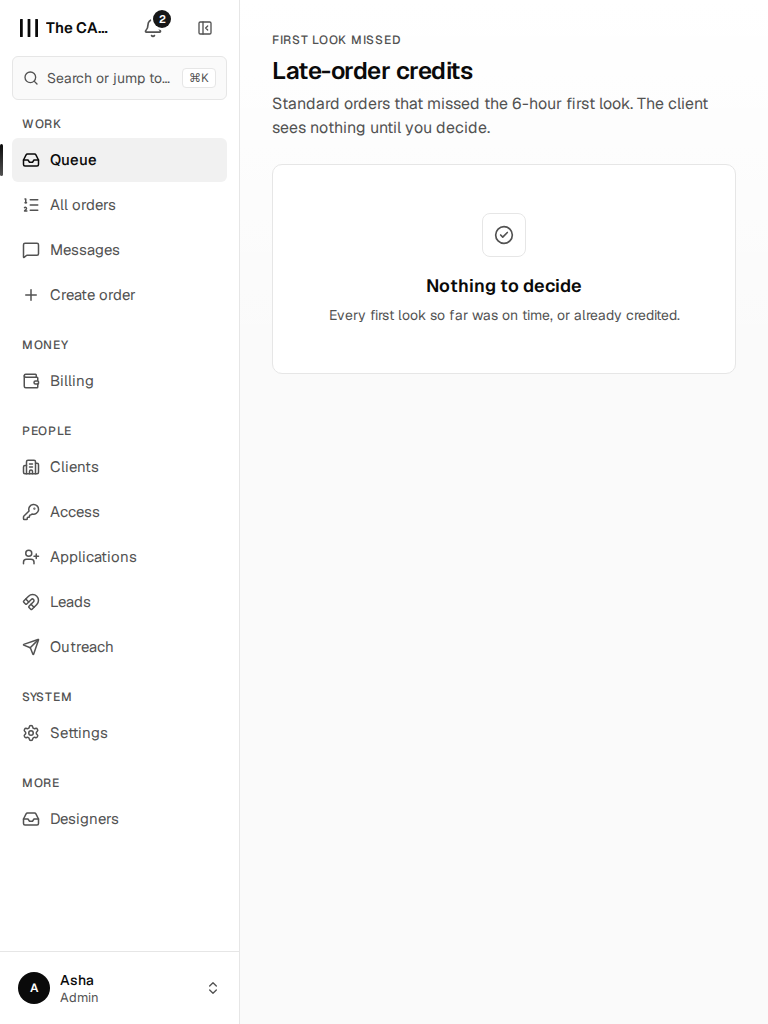 The CA...
2
Search or jump to...
⌘K
WORK
Queue
All orders
Messages
Create order
MONEY
Billing
PEOPLE
Clients
Access
Applications
Leads
Outreach
SYSTEM
Settings
MORE
Designers
A
Asha
Admin
FIRST LOOK MISSED
Late-order credits
Standard orders that missed the 6-hour first look. The client
sees nothing until you decide.
Nothing to decide
Every first look so far was on time, or already credited.